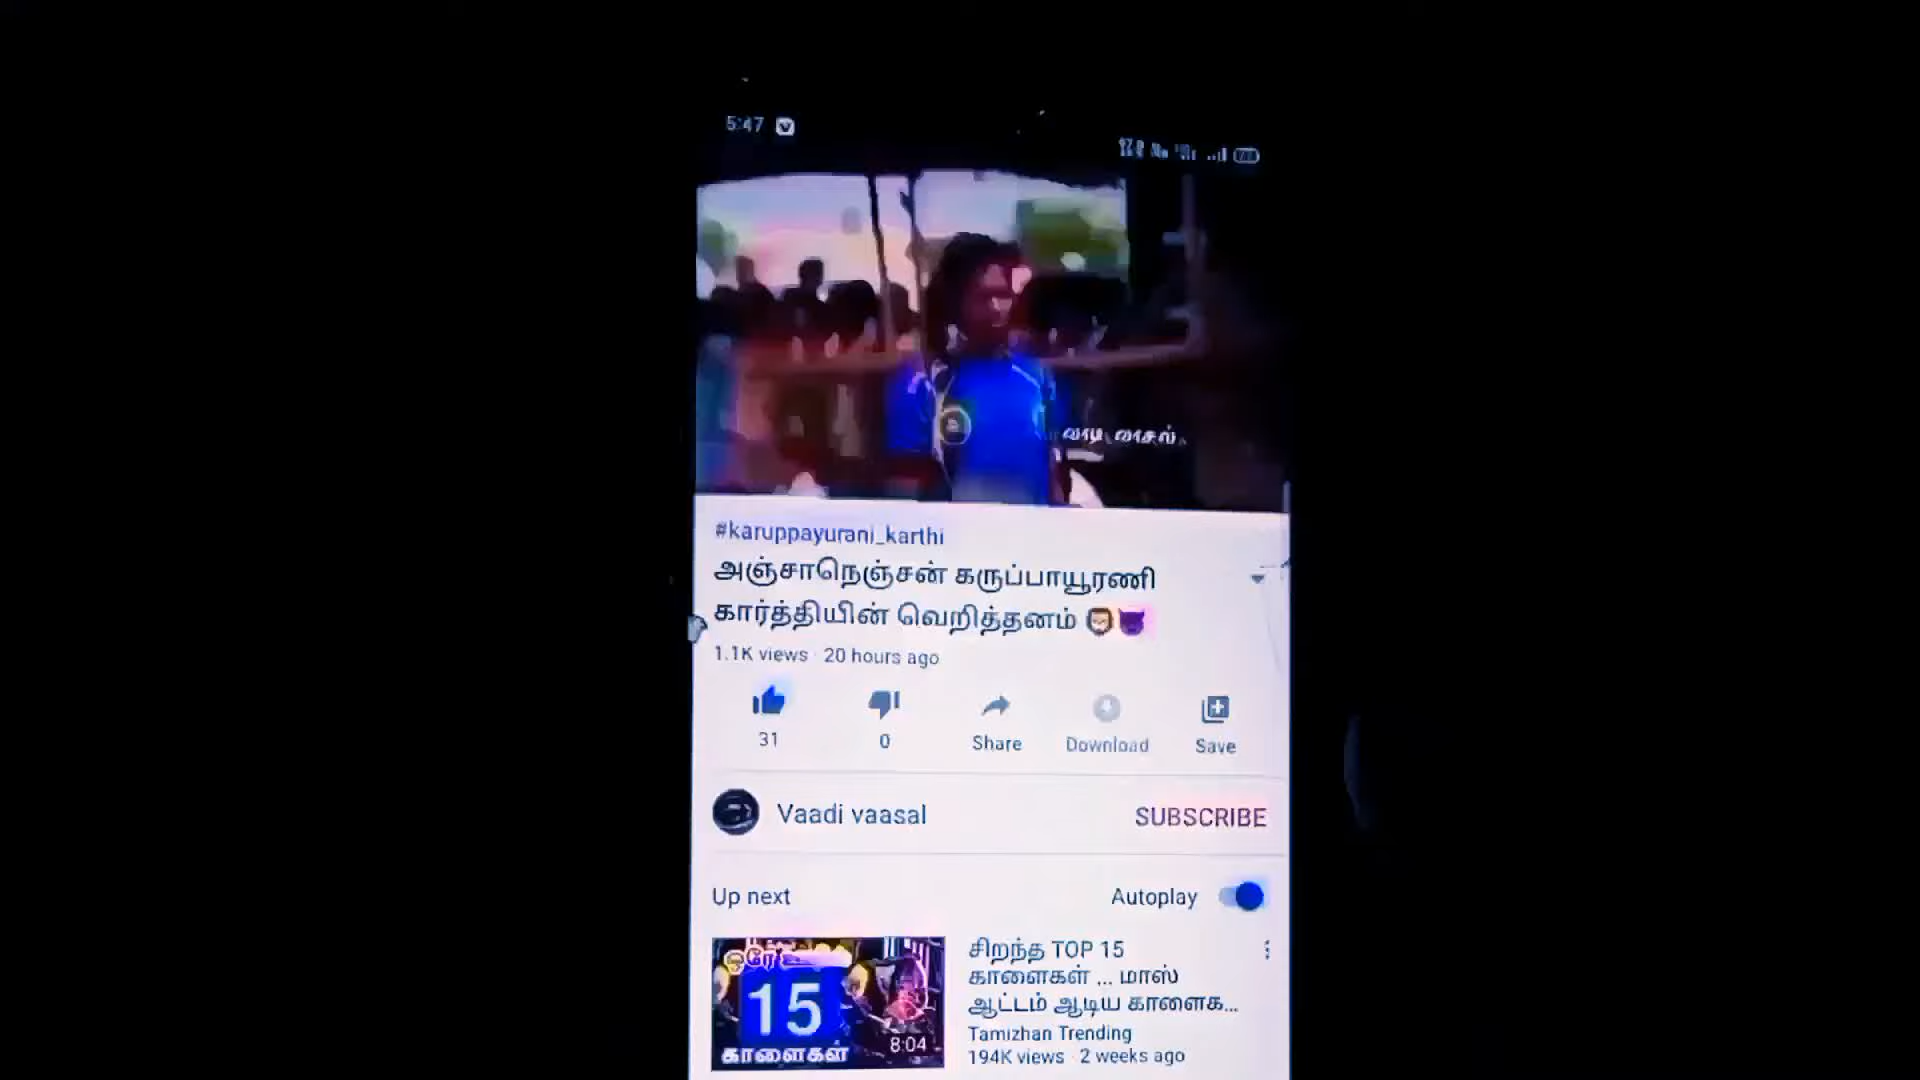 5:47
வாடி வாசல்
#karuppayurani_karthi
அஞ்சாநெஞ்சன் கருப்பாயூரணி
கார்த்தியின் வெறித்தனம்
1.1K views · 20 hours ago
31
0
Share
Download
Save
Vaadi vaasal
SUBSCRIBE
Up next
Autoplay
ஒரே
15
காளைகள்
8:04
சிறந்த TOP 15
காளைகள் ... மாஸ்
ஆட்டம் ஆடிய காளைக...
Tamizhan Trending
194K views · 2 weeks ago